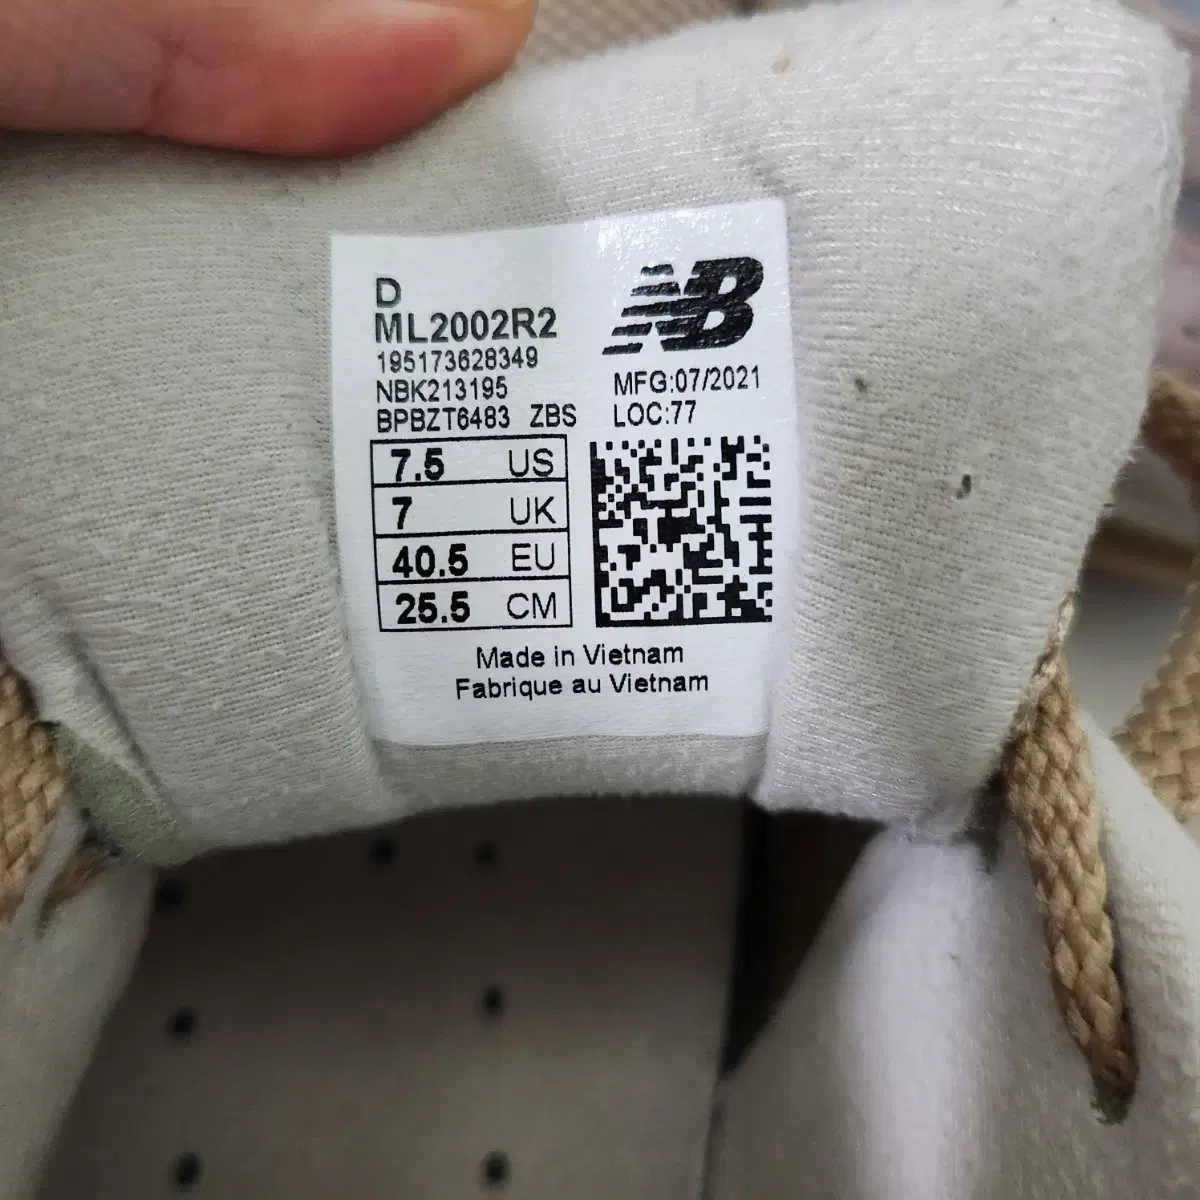 D
ML2002R2
195173628349
NBK213195
BPBZT6483 ZBS
NB
MFG:07/2021
LOC:77
7.5 US
7 UK
40.5 EU
25.5 CM
Made in Vietnam
Fabrique au Vietnam